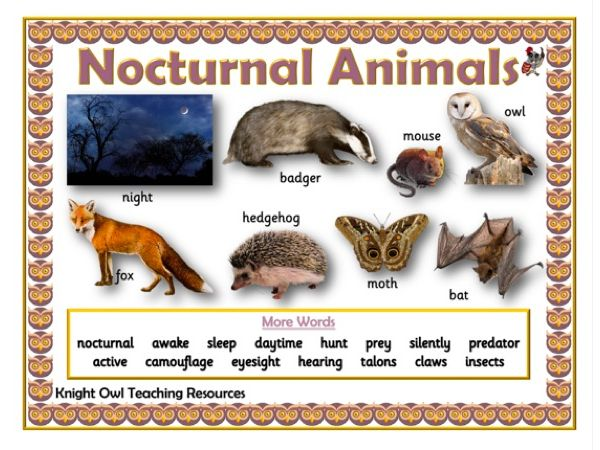 Nocturnal Animals
owl
mouse
badger
night
hedgehog
fox
moth
bat
More Words
nocturnal awake sleep daytime hunt prey silently predator
active camouflage eyesight hearing talons claws insects
Knight Owl Teaching Resources